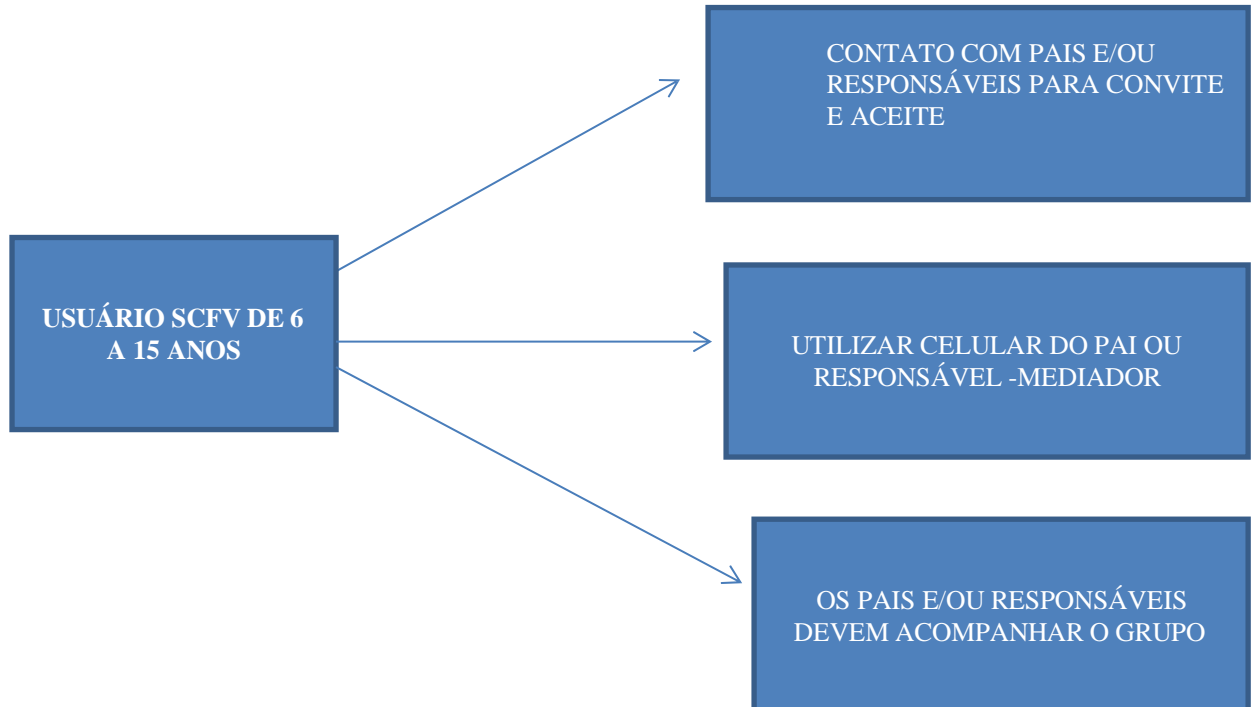 CONTATO COM PAIS E/OU
RESPONSÁVEIS PARA CONVITE
E ACEITE
USUÁRIO SCFV DE 6
A 15 ANOS
UTILIZAR CELULAR DO PAI OU
RESPONSÁVEL -MEDIADOR
OS PAIS E/OU RESPONSÁVEIS
DEVEM ACOMPANHAR O GRUPO